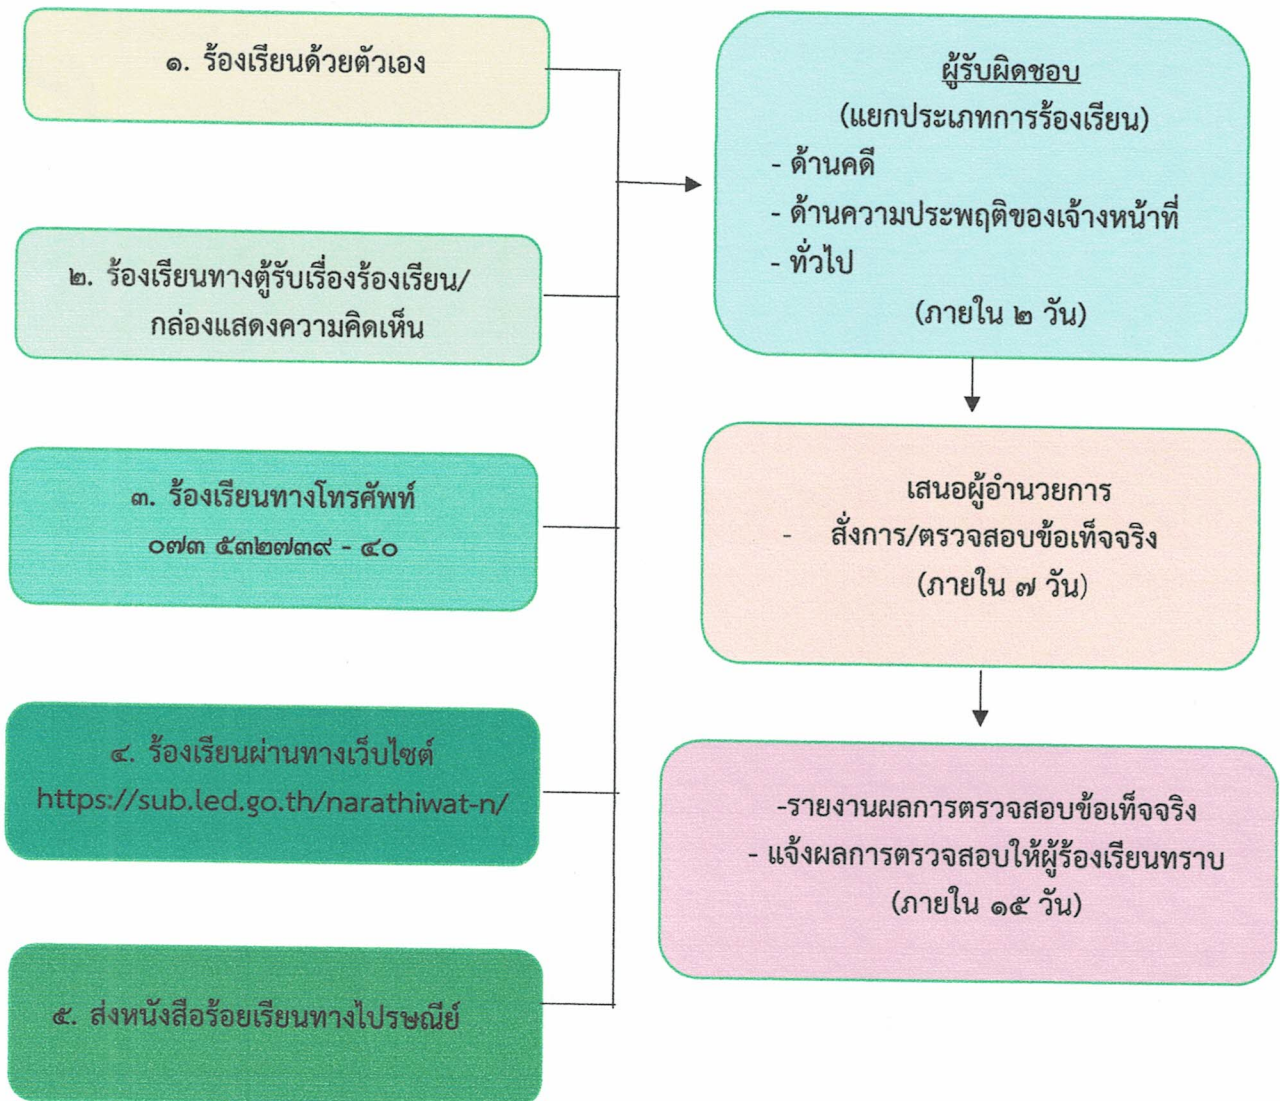 ๑. ร้องเรียนด้วยตัวเอง
๒. ร้องเรียนทางตู้รับเรื่องร้องเรียน/
กล่องแสดงความคิดเห็น
๓. ร้องเรียนทางโทรศัพท์
๐๗๓ ๕๓๒๗๓๙ - ๔๐
๔. ร้องเรียนผ่านทางเว็บไซต์
https://sub.led.go.th/narathiwat-n/
๕. ส่งหนังสือร้อยเรียนทางไปรษณีย์
ผู้รับผิดชอบ
(แยกประเภทการร้องเรียน)
- ด้านคดี
- ด้านความประพฤติของเจ้างหน้าที่
- ทั่วไป
(ภายใน ๒ วัน)
เสนอผู้อำนวยการ
- สั่งการ/ตรวจสอบข้อเท็จจริง
(ภายใน ๗ วัน)
-รายงานผลการตรวจสอบข้อเท็จจริง
- แจ้งผลการตรวจสอบให้ผู้ร้องเรียนทราบ
(ภายใน ๑๕ วัน)